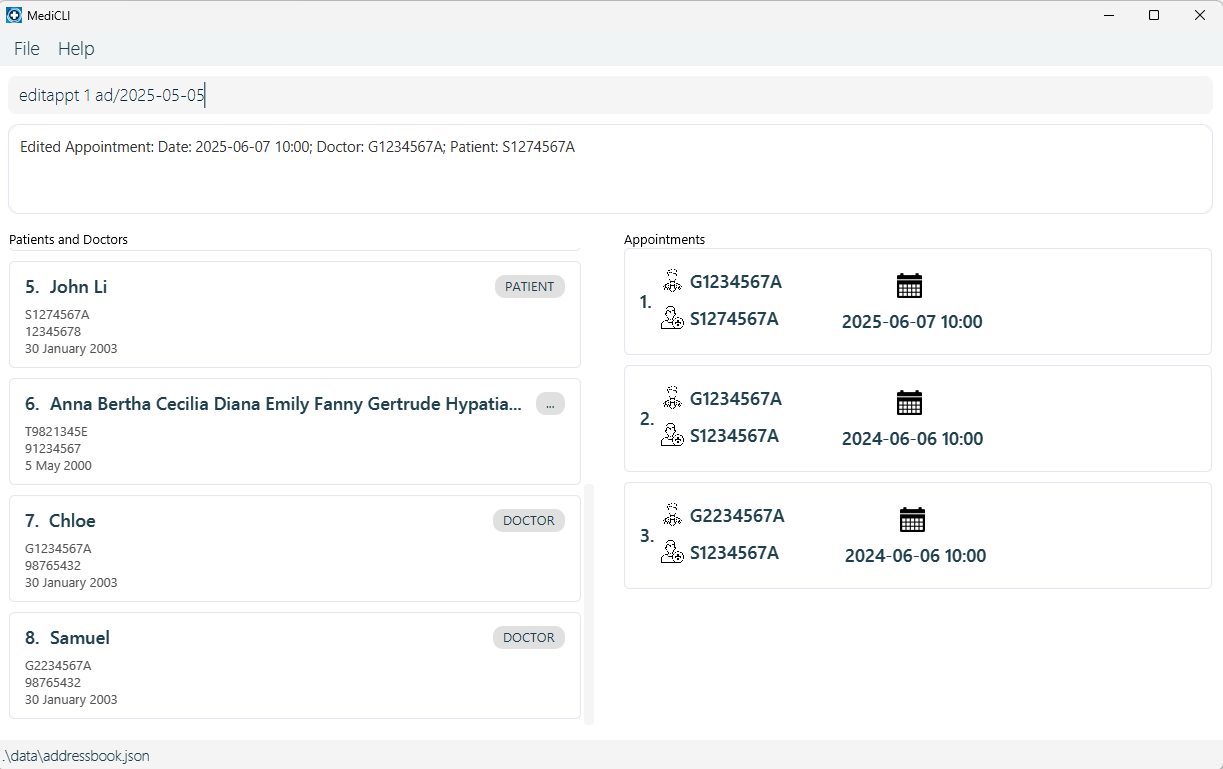 MediCLI
File Help
editappt 1 ad/2025-05-05
Edited Appointment: Date: 2025-06-07 10:00; Doctor: G1234567A; Patient: S1274567A
Patients and Doctors
5. John Li
PATIENT
S1274567A
12345678
30 January 2003
6. Anna Bertha Cecilia Diana Emily Fanny Gertrude Hypatia...
...
T9821345E
91234567
5 May 2000
7. Chloe
DOCTOR
G1234567A
98765432
30 January 2003
8. Samuel
DOCTOR
G2234567A
98765432
30 January 2003
Appointments
1.
G1234567A
S1274567A
2025-06-07 10:00
2.
G1234567A
S1234567A
2024-06-06 10:00
3.
G2234567A
S1234567A
2024-06-06 10:00
.\data\addressbook.json